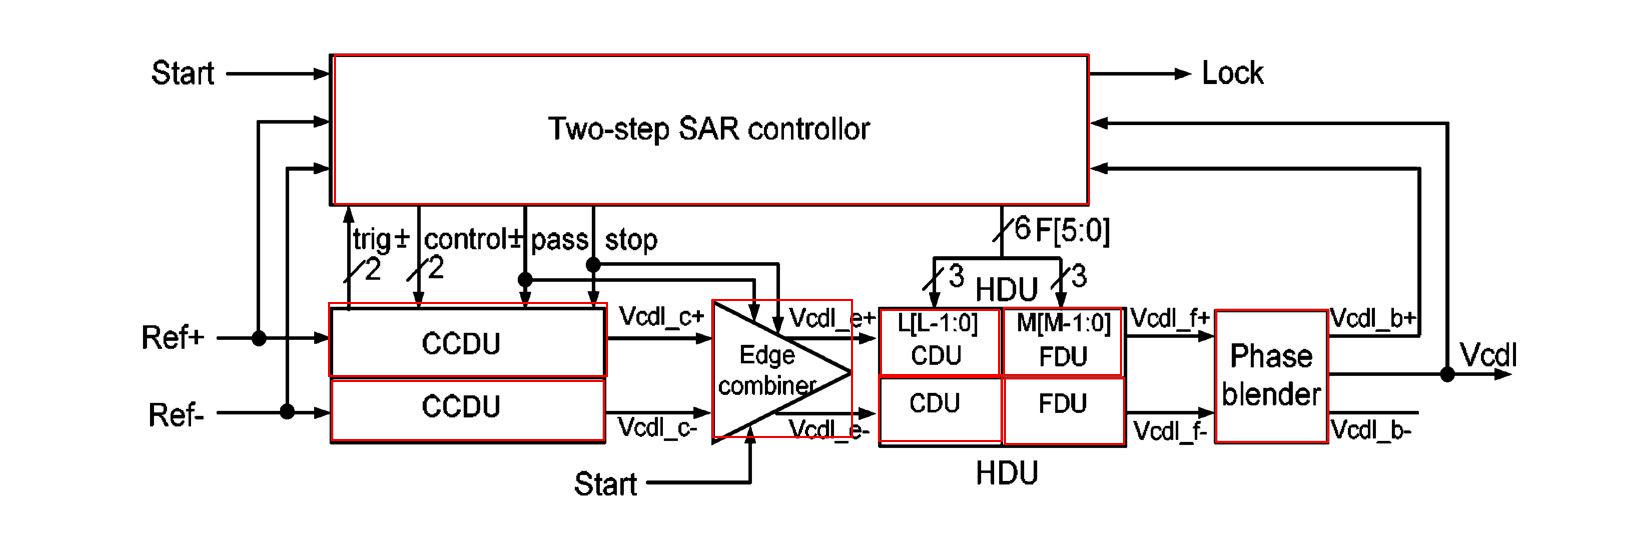 Start
Lock
Two-step SAR controllor
trig± control± pass stop
2 2
6 F[5:0]
3 3
HDU
Ref+
CCDU
Vcdl_c+
Vcdl_e+
L[L-1:0]
CDU
M[M-1:0]
FDU
Vcdl_f+
Vcdl_b+
Edge
combiner
Phase
blender
Vcdl
Ref-
CCDU
Vcdl_c-
Vcdl_e-
CDU
FDU
Vcdl_f-
Vcdl_b-
Start
HDU